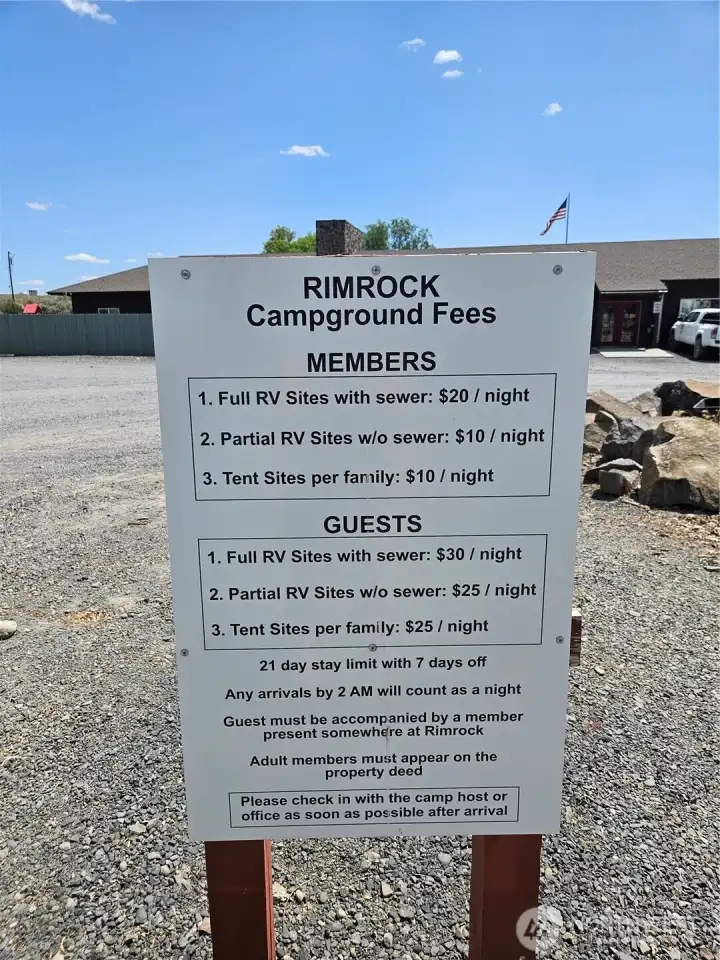 RIMROCK
Campground Fees
MEMBERS
1. Full RV Sites with sewer: $20 / night
2. Partial RV Sites w/o sewer: $10 / night
3. Tent Sites per family: $10 / night
GUESTS
1. Full RV Sites with sewer: $30 / night
2. Partial RV Sites w/o sewer: $25 / night
3. Tent Sites per family: $25 / night
21 day stay limit with 7 days off
Any arrivals by 2 AM will count as a night
Guest must be accompanied by a member
present somewhere at Rimrock
Adult members must appear on the
property deed
Please check in with the camp host or
office as soon as possible after arrival